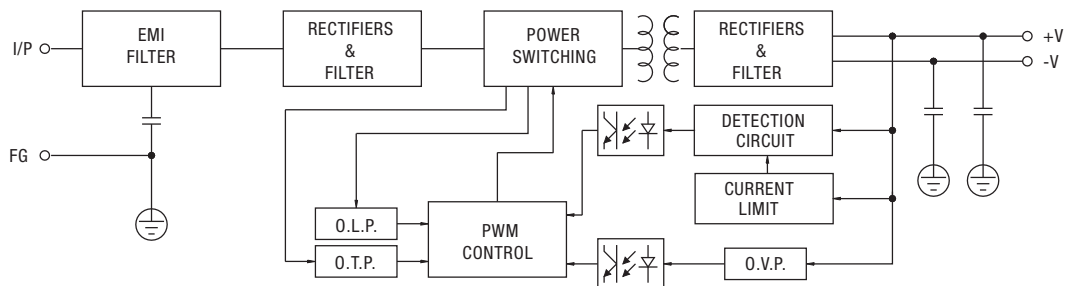 I/P
EMI
FILTER
RECTIFIERS
&
FILTER
POWER
SWITCHING
RECTIFIERS
&
FILTER
+V
-V
FG
DETECTION
CIRCUIT
CURRENT
LIMIT
O.L.P.
O.T.P.
PWM
CONTROL
O.V.P.